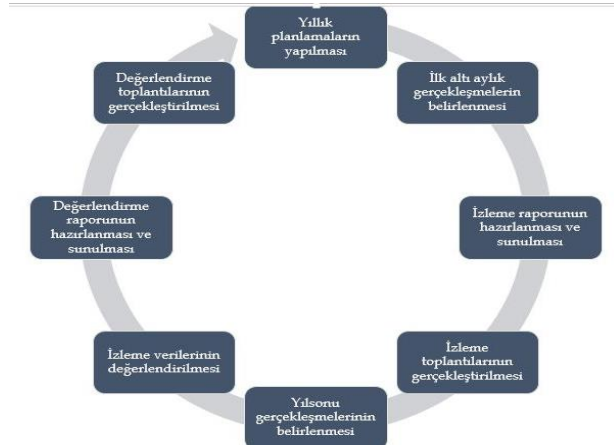 Yıllık
planlamaların
yapılması
İlk altı aylık
gerçekleşmelerin
belirlenmesi
İzleme raporunun
hazırlanması ve
sunulması
İzleme
toplantılarının
gerçekleştirilmesi
Yılsonu
gerçekleşmelerinin
belirlenmesi
İzleme verilerinin
değerlendirilmesi
Değerlendirme
raporunun
hazırlanması ve
sunulması
Değerlendirme
toplantılarının
gerçekleştirilmesi